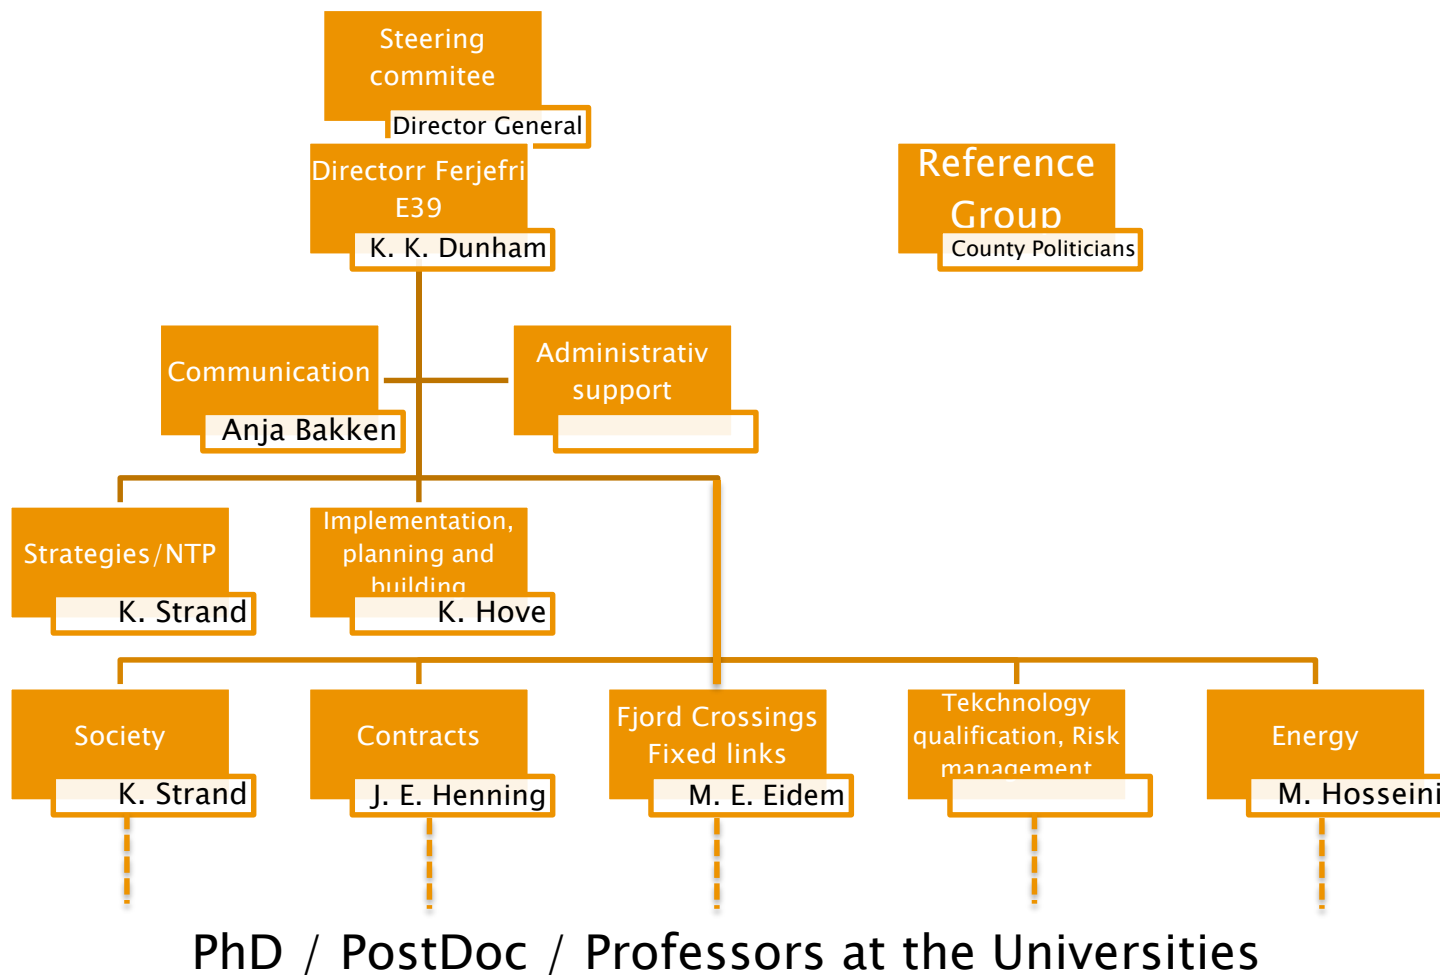 Steering
commitee
Director General
Directorr Ferjefri
E39
K. K. Dunham
Reference
Group
County Politicians
Communication
Anja Bakken
Administrativ
support
Strategies/NTP
K. Strand
Implementation,
planning and
building
K. Hove
Society
K. Strand
Contracts
J. E. Henning
Fjord Crossings
Fixed links
M. E. Eidem
Tekchnology
qualification, Risk
management
Energy
M. Hosseini
PhD / PostDoc / Professors at the Universities